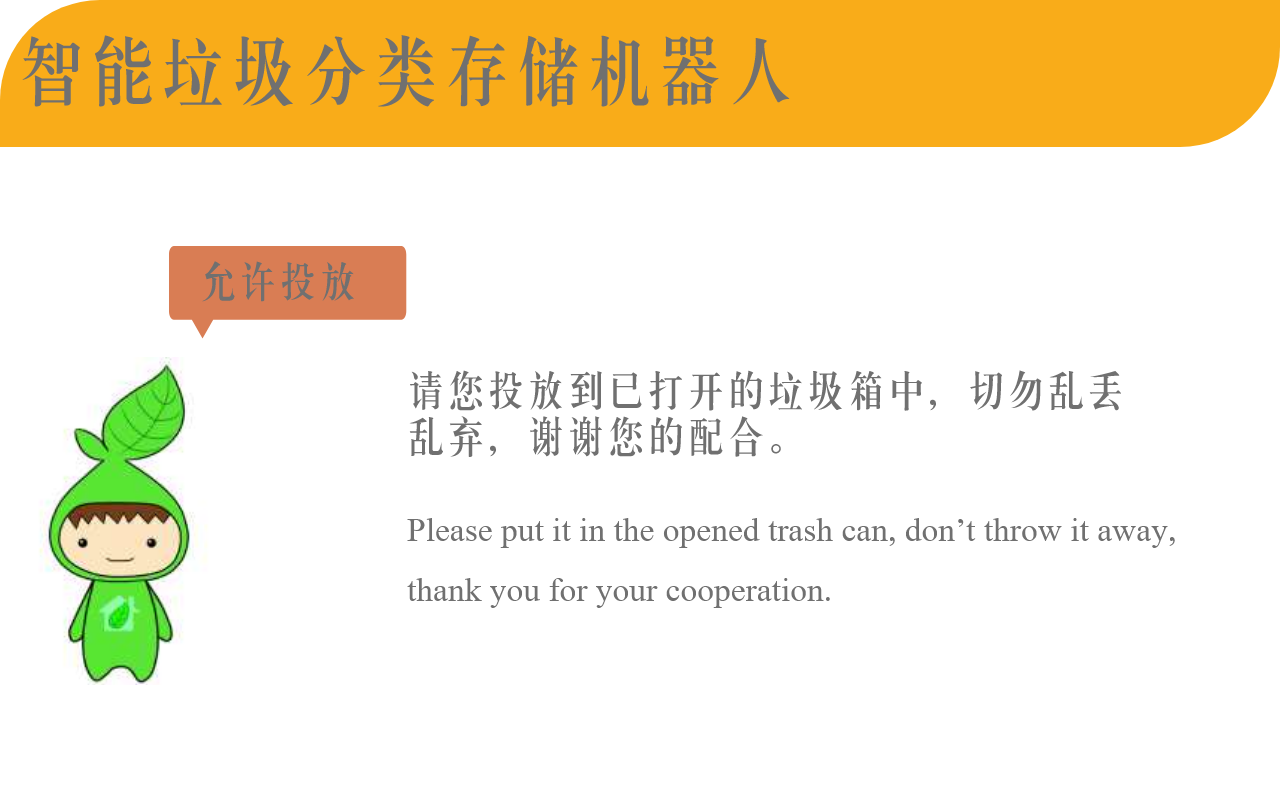 智能垃圾分类存储机器人
允许投放
请您投放到已打开的垃圾箱中，切勿乱丢
乱弃，谢谢您的配合。
Please put it in the opened trash can, don’t throw it away,
thank you for your cooperation.